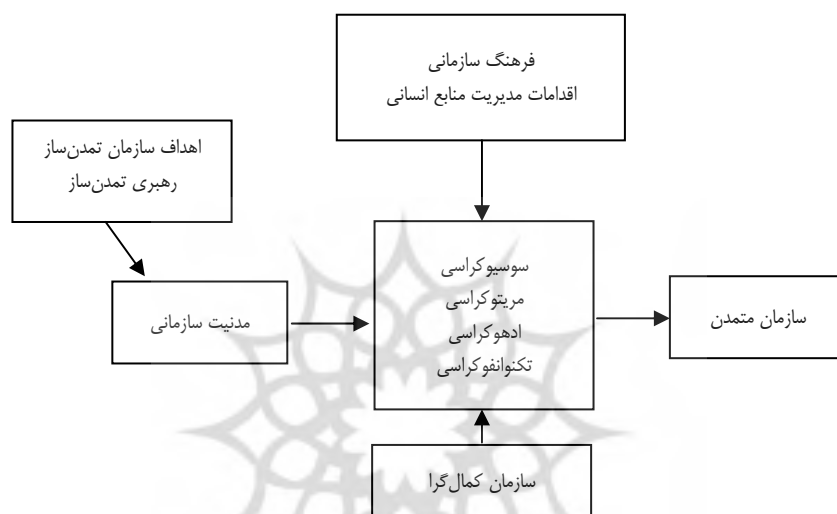 فرهنگ سازمانی
اقدامات مدیریت منابع انسانی
اهداف سازمان تمدن‌ساز
رهبری تمدن‌ساز
سوسیوکراسی
مریتوکراسی
ادهوکراسی
تکنوانفوکراسی
سازمان متمدن
مدنیت سازمانی
سازمان کمال‌گرا